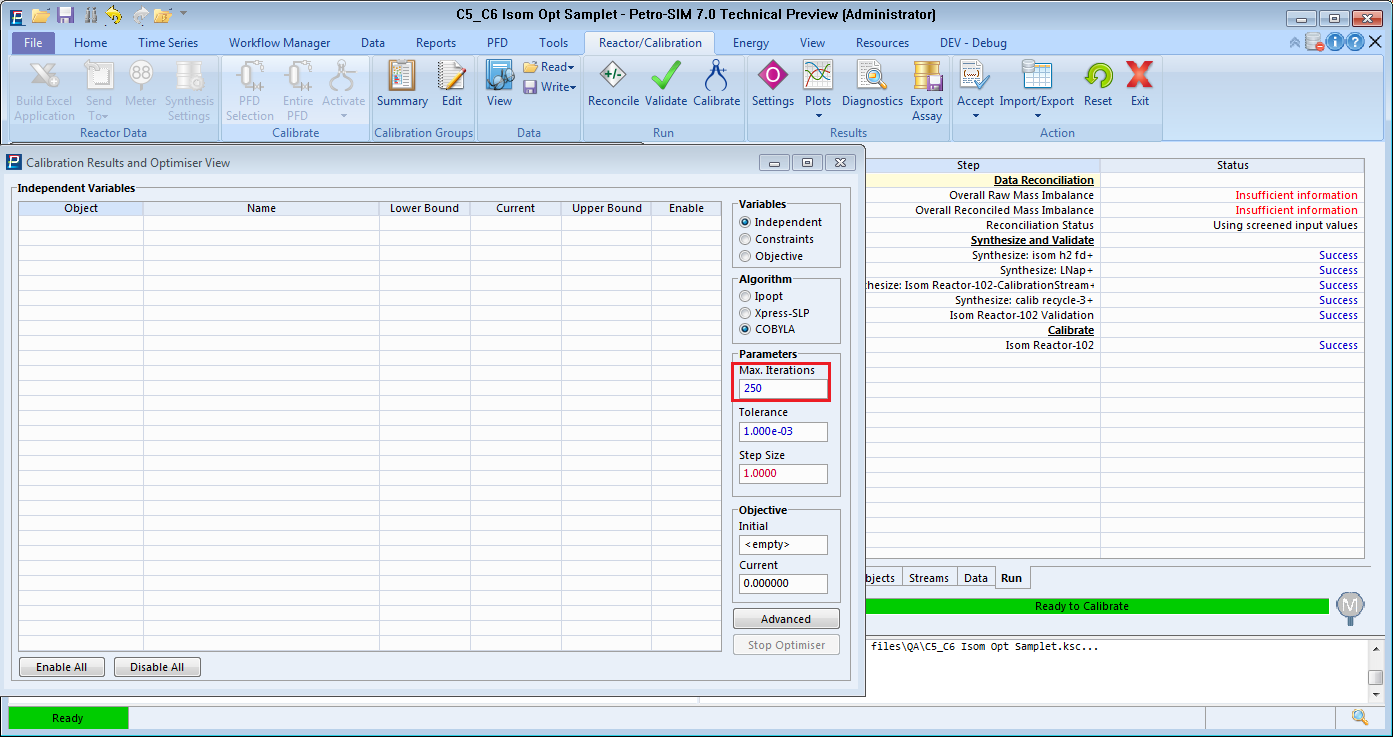 C5_C6 Isom Opt Samplet - Petro-SIM 7.0 Technical Preview (Administrator)
File Home Time Series Workflow Manager Data Reports PFD Tools Reactor/Calibration Energy View Resources DEV - Debug
Build Excel Application Send To Meter Synthesis Settings
Reactor Data
PFD Selection Entire PFD Activate
Calibrate
Summary Edit
Calibration Groups
View Read Write
Data
Reconcile Validate Calibrate
Run
Settings Plots Diagnostics Export Assay
Results
Accept Import/Export Reset Exit
Action
Calibration Results and Optimiser View
Independent Variables
Object Name Lower Bound Current Upper Bound Enable
Variables
Independent
Constraints
Objective
Algorithm
Ipopt
Xpress-SLP
COBYLA
Parameters
Max. Iterations
250
Tolerance
1.000e-03
Step Size
1.0000
Objective
Initial
<empty>
Current
0.000000
Advanced
Stop Optimiser
Enable All Disable All
Step Status
Data Reconciliation
Overall Raw Mass Imbalance Insufficient information
Overall Reconciled Mass Imbalance Insufficient information
Reconciliation Status Using screened input values
Synthesize and Validate
Synthesize: isom h2 fd+ Success
Synthesize: LNap+ Success
hesize: Isom Reactor-102-CalibrationStream+ Success
Synthesize: calib recycle-3+ Success
Isom Reactor-102 Validation Success
Calibrate
Isom Reactor-102 Success
bjects Streams Data Run
Ready to Calibrate
M
files\QA\C5_C6 Isom Opt Samplet.ksc...
Ready